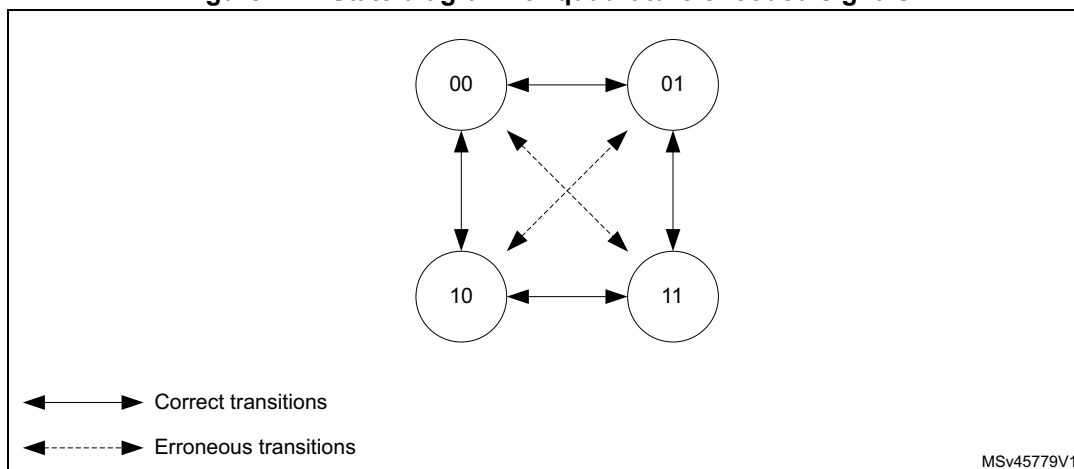 00 01
10 11
Correct transitions
Erroneous transitions
MSv45779V1